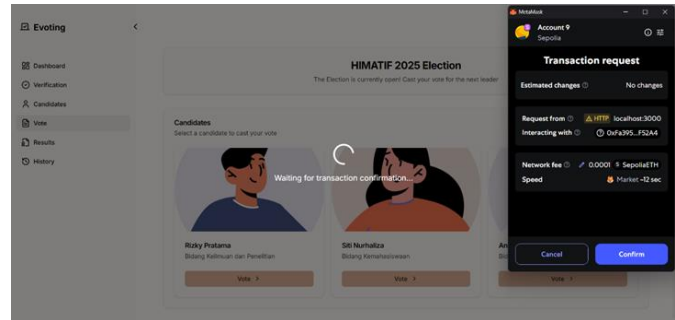 Evoting
Dashboard
Verification
Candidates
Vote
Results
History
HIMATIF 2025 Election
The Election is currently open! Cast your vote for the next leader
Candidates
Select a candidate to cast your vote
Waiting for transaction confirmation...
Rizky Pratama
Bidang Keilmuan dan Penelitian
Vote
Siti Nurhaliza
Bidang Kemahasiswaan
Vote
Vote
MetaMask
Account 9
Sepolia
Transaction request
Estimated changes No changes
Request from HTTP localhost:3000
Interacting with 0xFa395...F52A4
Network fee 0.0001 SepoliaETH
Speed Market ~12 sec
Cancel Confirm